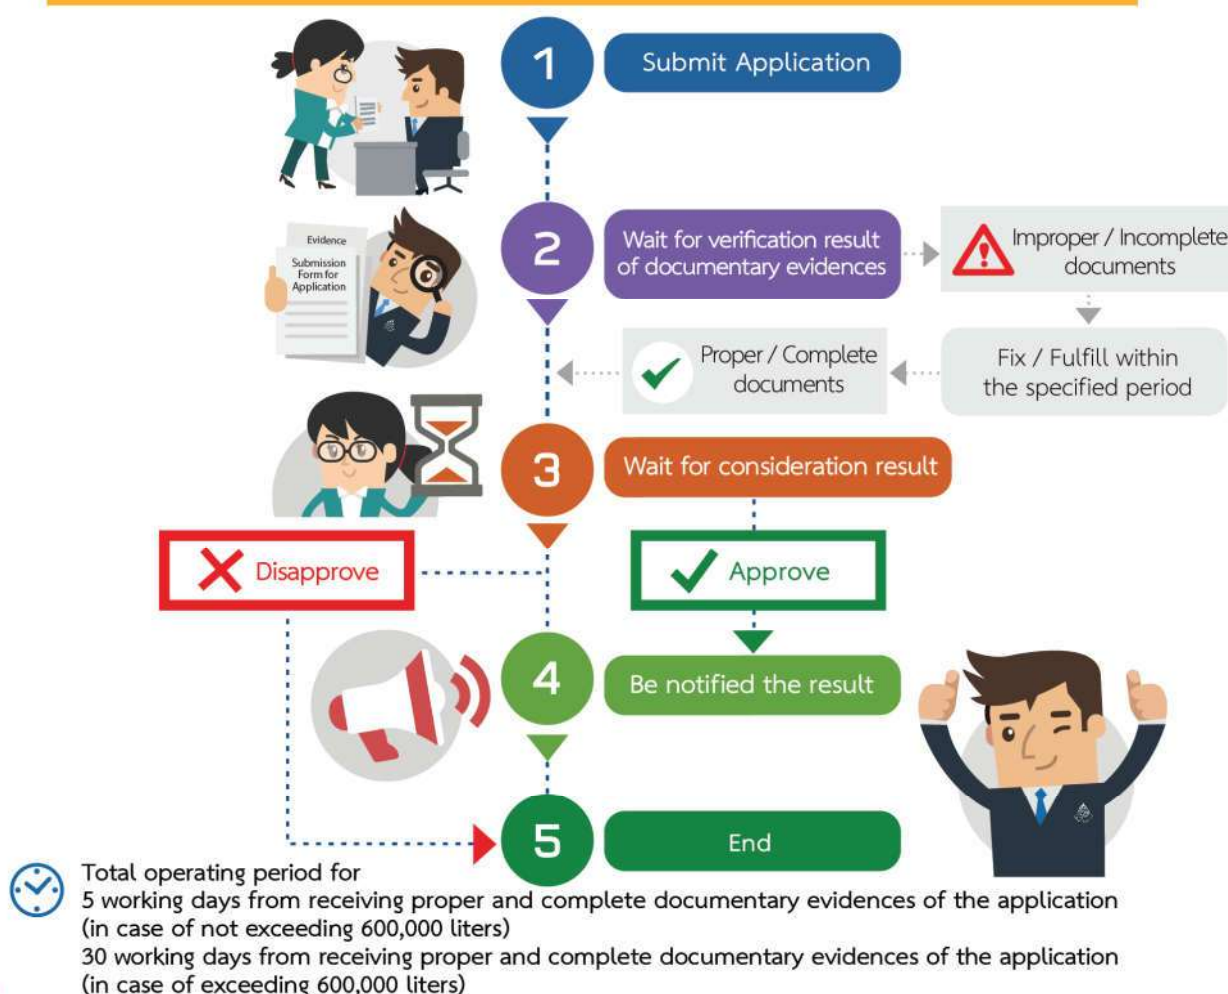 1
Submit Application
Evidence
Submission
Form for
Application
2
Wait for verification result
of documentary evidences
Improper / Incomplete
documents
Proper / Complete
documents
Fix / Fulfill within
the specified period
3
Wait for consideration result
Disapprove
Approve
4
Be notified the result
5
End
Total operating period for
5 working days from receiving proper and complete documentary evidences of the application
(in case of not exceeding 600,000 liters)
30 working days from receiving proper and complete documentary evidences of the application
(in case of exceeding 600,000 liters)